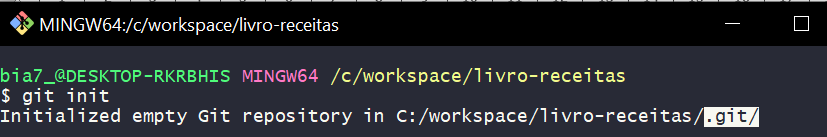 MINGW64:/c/workspace/livro-receitas
bia7_@DESKTOP-RKRBHIS MINGW64 /c/workspace/livro-receitas
$ git init
Initialized empty Git repository in C:/workspace/livro-receitas/.git/